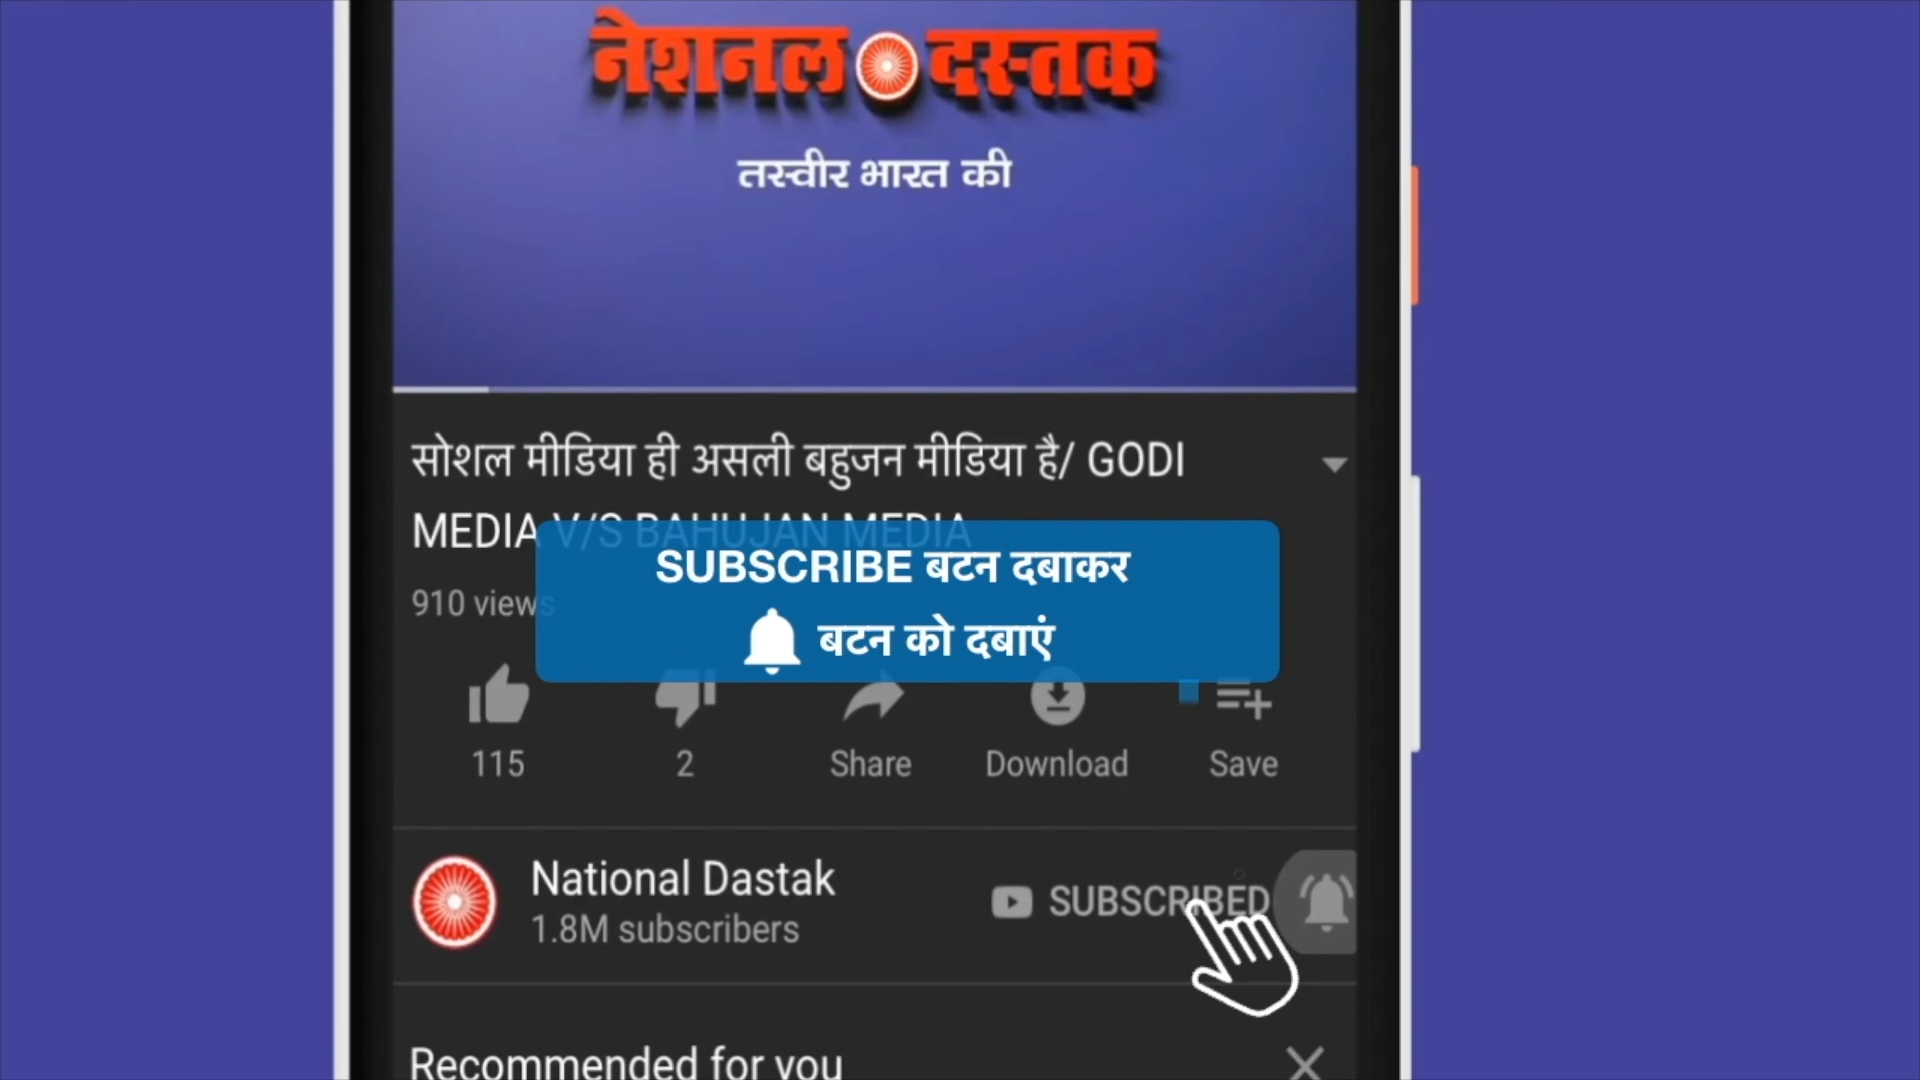 नेशनल दस्तक
तस्वीर भारत की
सोशल मीडिया ही असली बहुजन मीडिया है/ GODI
MEDIA V/S BAHUJAN MEDIA
SUBSCRIBE बटन दबाकर
बटन को दबाएं
910 views
115
2
Share
Download
Save
National Dastak
1.8M subscribers
SUBSCRIBED
Recommended for you